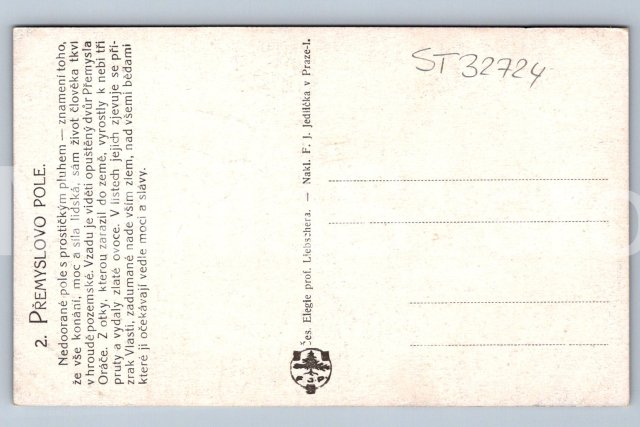 2. PŘEMYSLOVO POLE.
Nedoorané pole s prostičkým pluhem — znamení toho,
že vše konání, moc a síla lidská, sám život člověka tkví
v hroudě pozemské. Vzadu je viděti opuštěný dvůr Přemysla
Oráče. Z otky, kterou zarazil do země, vyrostly k nebi tři
pruty a vydaly zlaté ovoce. V listech jejich zjevuje se pří-
zrak Vlasti, zadumané nade vším zlem, nad všemi bědami
které jí očekávají vedle moci a slávy.
Čes. Elegie prof. Liebschera. — Nakl. F. J. Jedlička v Praze-I.
ST 32724